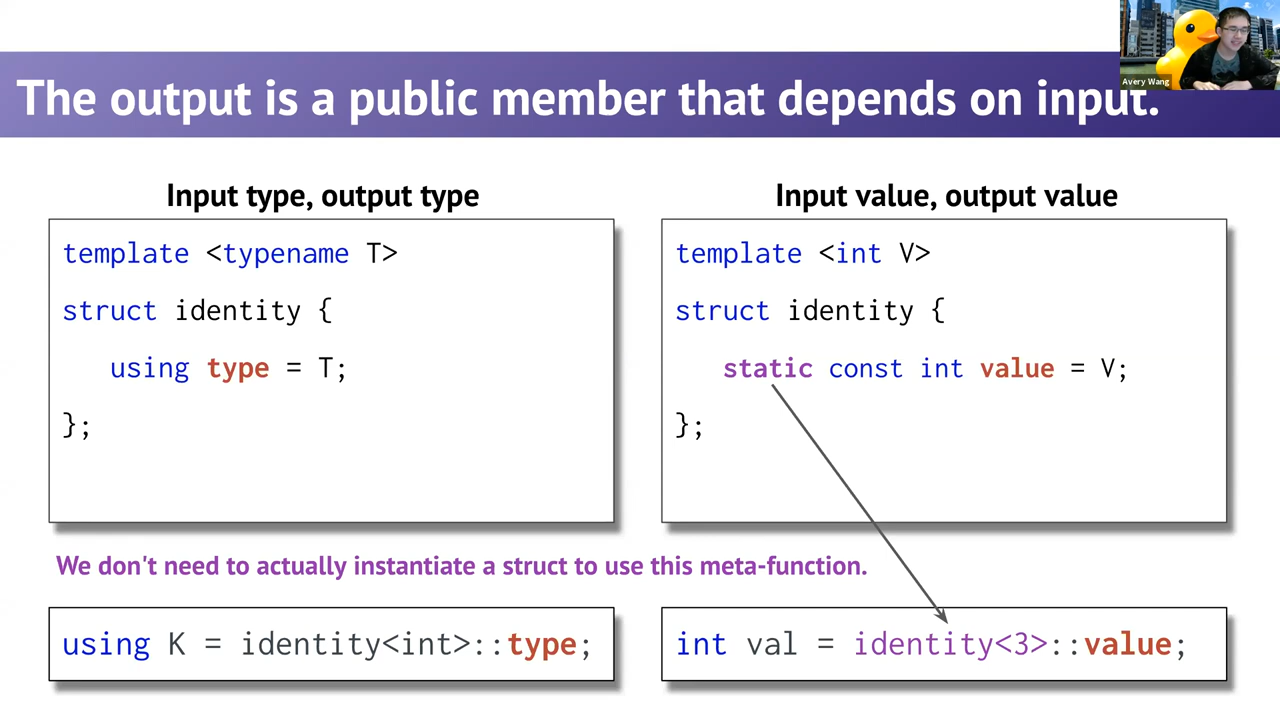 The output is a public member that depends on input.
Avery Wang
Input type, output type
template <typename T>
struct identity {
using type = T;
};
Input value, output value
template <int V>
struct identity {
static const int value = V;
};
We don't need to actually instantiate a struct to use this meta-function.
using K = identity<int>::type;
int val = identity<3>::value;